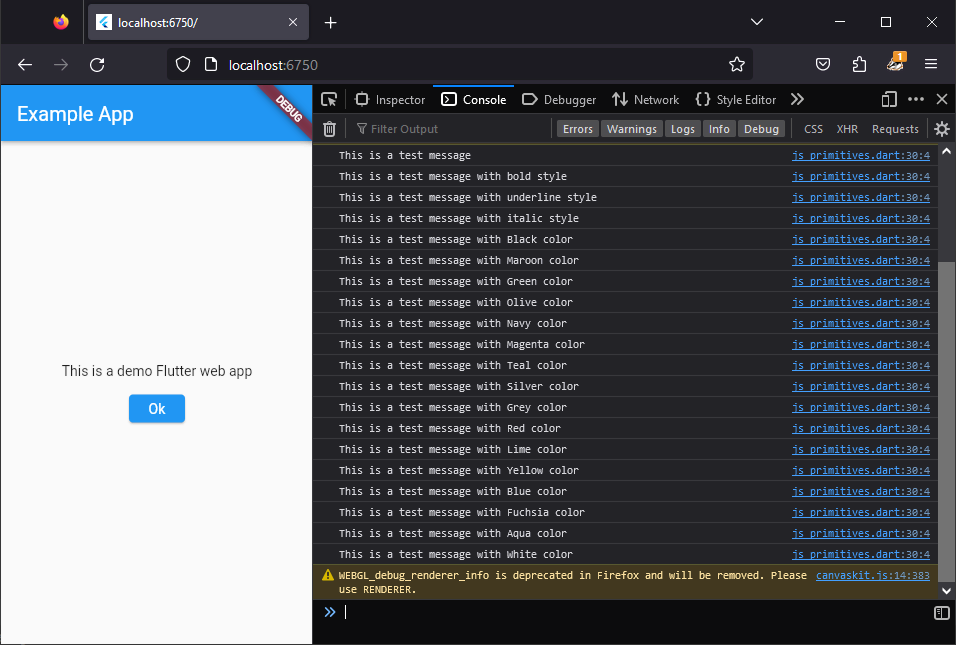 localhost:6750/
localhost:6750
1
Example App
DEBUG
This is a demo Flutter web app
Ok
Inspector
Console
Debugger
Network
Style Editor
Filter Output
Errors
Warnings
Logs
Info
Debug
CSS
XHR
Requests
This is a test message js_primitives.dart:30:4
This is a test message with bold style js_primitives.dart:30:4
This is a test message with underline style js_primitives.dart:30:4
This is a test message with italic style js_primitives.dart:30:4
This is a test message with Black color js_primitives.dart:30:4
This is a test message with Maroon color js_primitives.dart:30:4
This is a test message with Green color js_primitives.dart:30:4
This is a test message with Olive color js_primitives.dart:30:4
This is a test message with Navy color js_primitives.dart:30:4
This is a test message with Magenta color js_primitives.dart:30:4
This is a test message with Teal color js_primitives.dart:30:4
This is a test message with Silver color js_primitives.dart:30:4
This is a test message with Grey color js_primitives.dart:30:4
This is a test message with Red color js_primitives.dart:30:4
This is a test message with Lime color js_primitives.dart:30:4
This is a test message with Yellow color js_primitives.dart:30:4
This is a test message with Blue color js_primitives.dart:30:4
This is a test message with Fuchsia color js_primitives.dart:30:4
This is a test message with Aqua color js_primitives.dart:30:4
This is a test message with White color js_primitives.dart:30:4
WEBGL_debug_renderer_info is deprecated in Firefox and will be removed. Please canvaskit.js:14:383
use RENDERER.